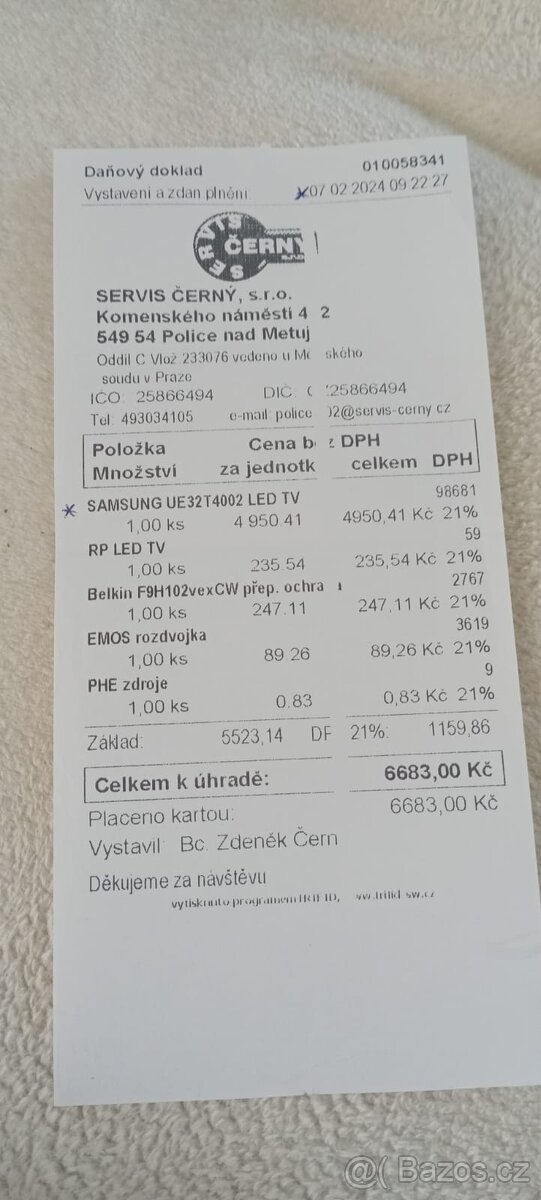 Daňový doklad 010058341
Vystavení a zdan plnění 07 02 2024 09:22:27
SERVIS
ČERNÝ
s.r.o.
SERVIS ČERNÝ, s.r.o.
Komenského náměstí 4 2
549 54 Police nad Metuj
Oddíl C Vlož 233076 vedeno u Mě ského
soudu v Praze
IČO: 25866494 DIČ: C 25866494
Tel: 493034105 e-mail: police 02@servis-cerny.cz
Položka Cena b z DPH
Množství za jednotk celkem DPH
98681
SAMSUNG UE32T4002 LED TV
1,00 ks 4 950.41 4950,41 Kč 21%
59
RP LED TV
1,00 ks 235.54 235,54 Kč 21%
2767
Belkin F9H102vexCW přep. ochra
1,00 ks 247.11 247,11 Kč 21%
3619
EMOS rozdvojka
1,00 ks 89.26 89,26 Kč 21%
9
PHE zdroje
1,00 ks 0.83 0,83 Kč 21%
Základ: 5523,14 DF 21%: 1159,86
Celkem k úhradě: 6683,00 Kč
Placeno kartou: 6683,00 Kč
Vystavil: Bc. Zdeněk Čern
Děkujeme za návštěvu
vytisknuto programem
Bazos.cz